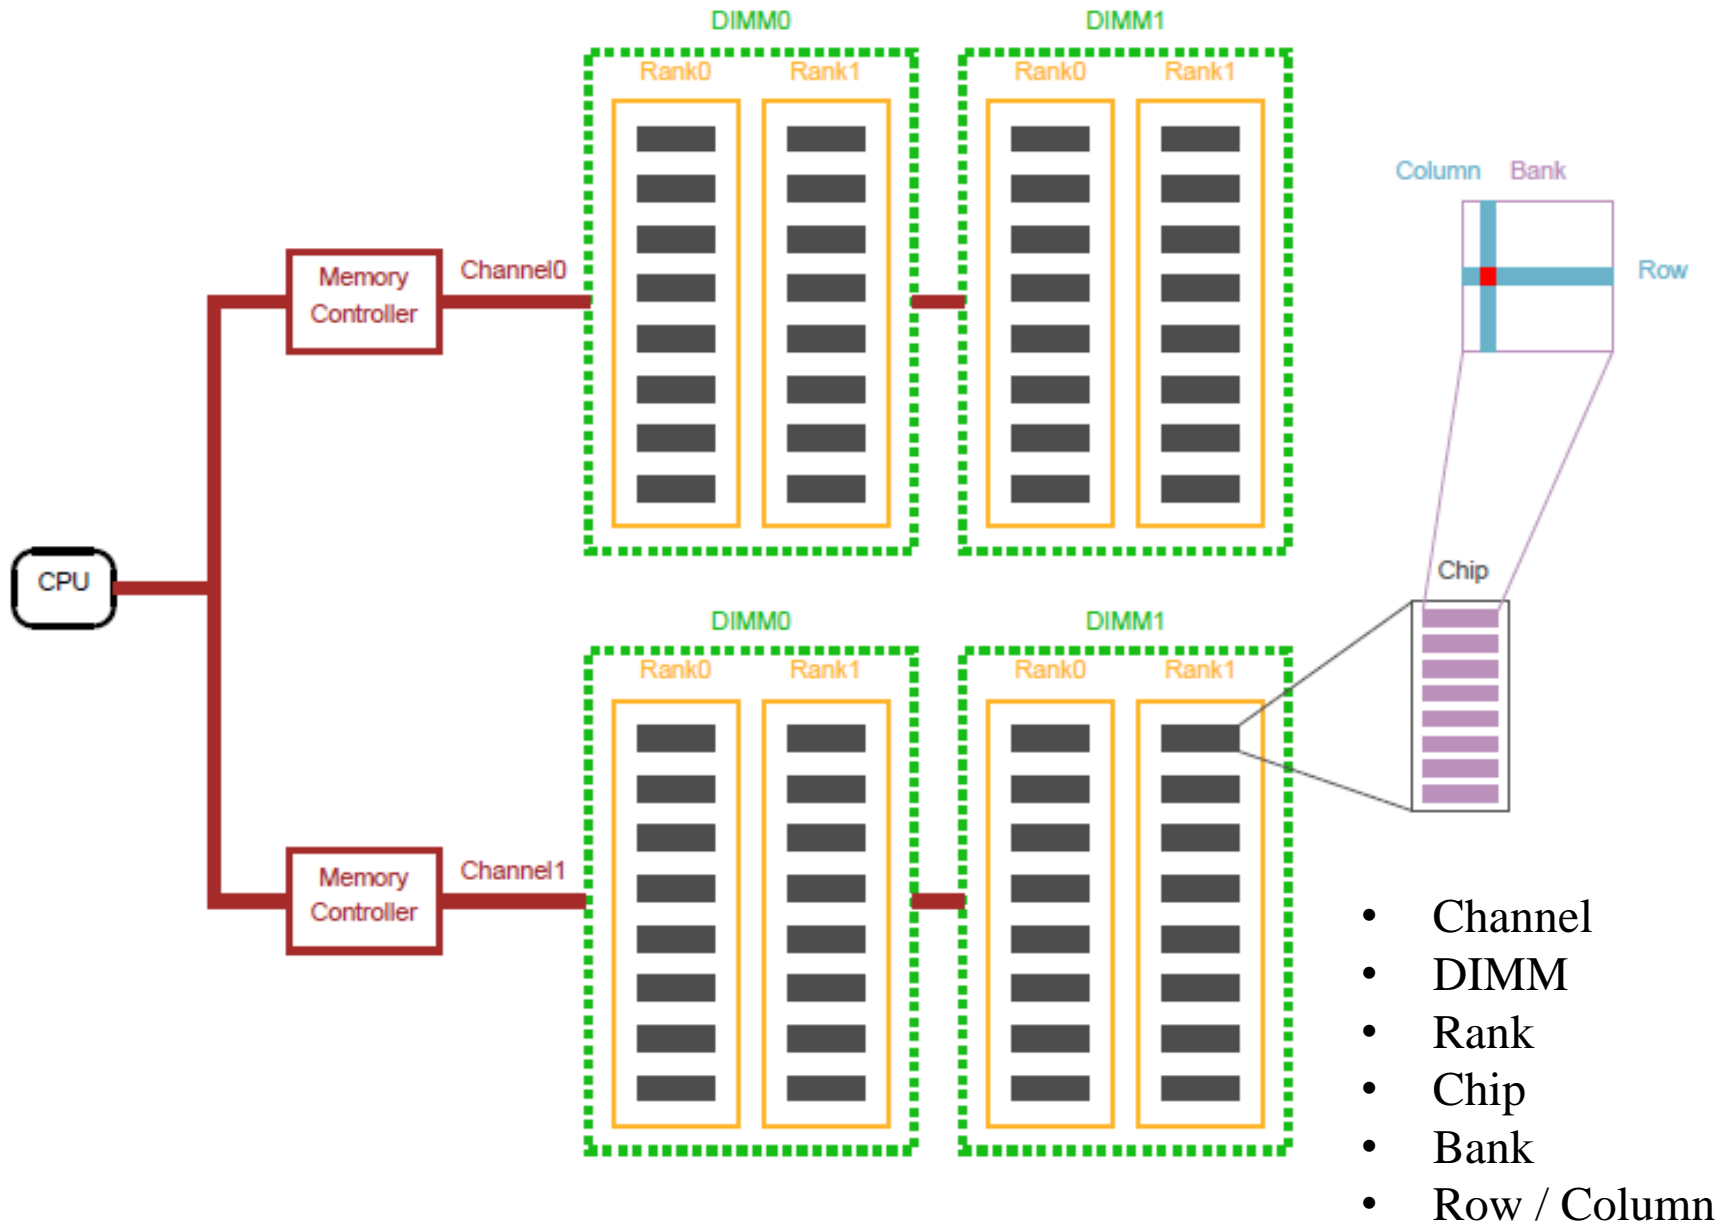 DIMM0
DIMM1
Rank0
Rank1
Rank0
Rank1
Column
Bank
Row
Memory
Controller
Channel0
CPU
Chip
DIMM0
DIMM1
Rank0
Rank1
Rank0
Rank1
Memory
Controller
Channel1
• Channel
• DIMM
• Rank
• Chip
• Bank
• Row / Column